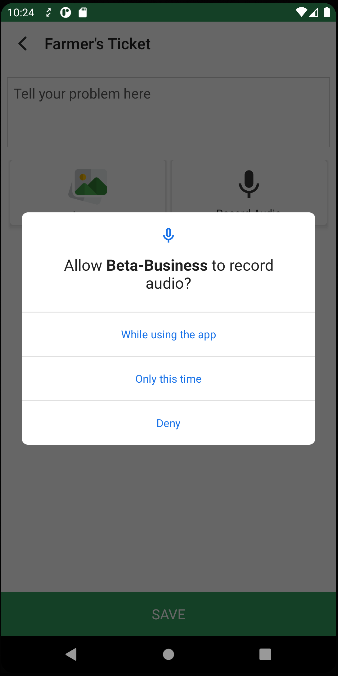 10:24
Farmer's Ticket
Tell your problem here
Record Audio
Allow Beta-Business to record
audio?
While using the app
Only this time
Deny
SAVE